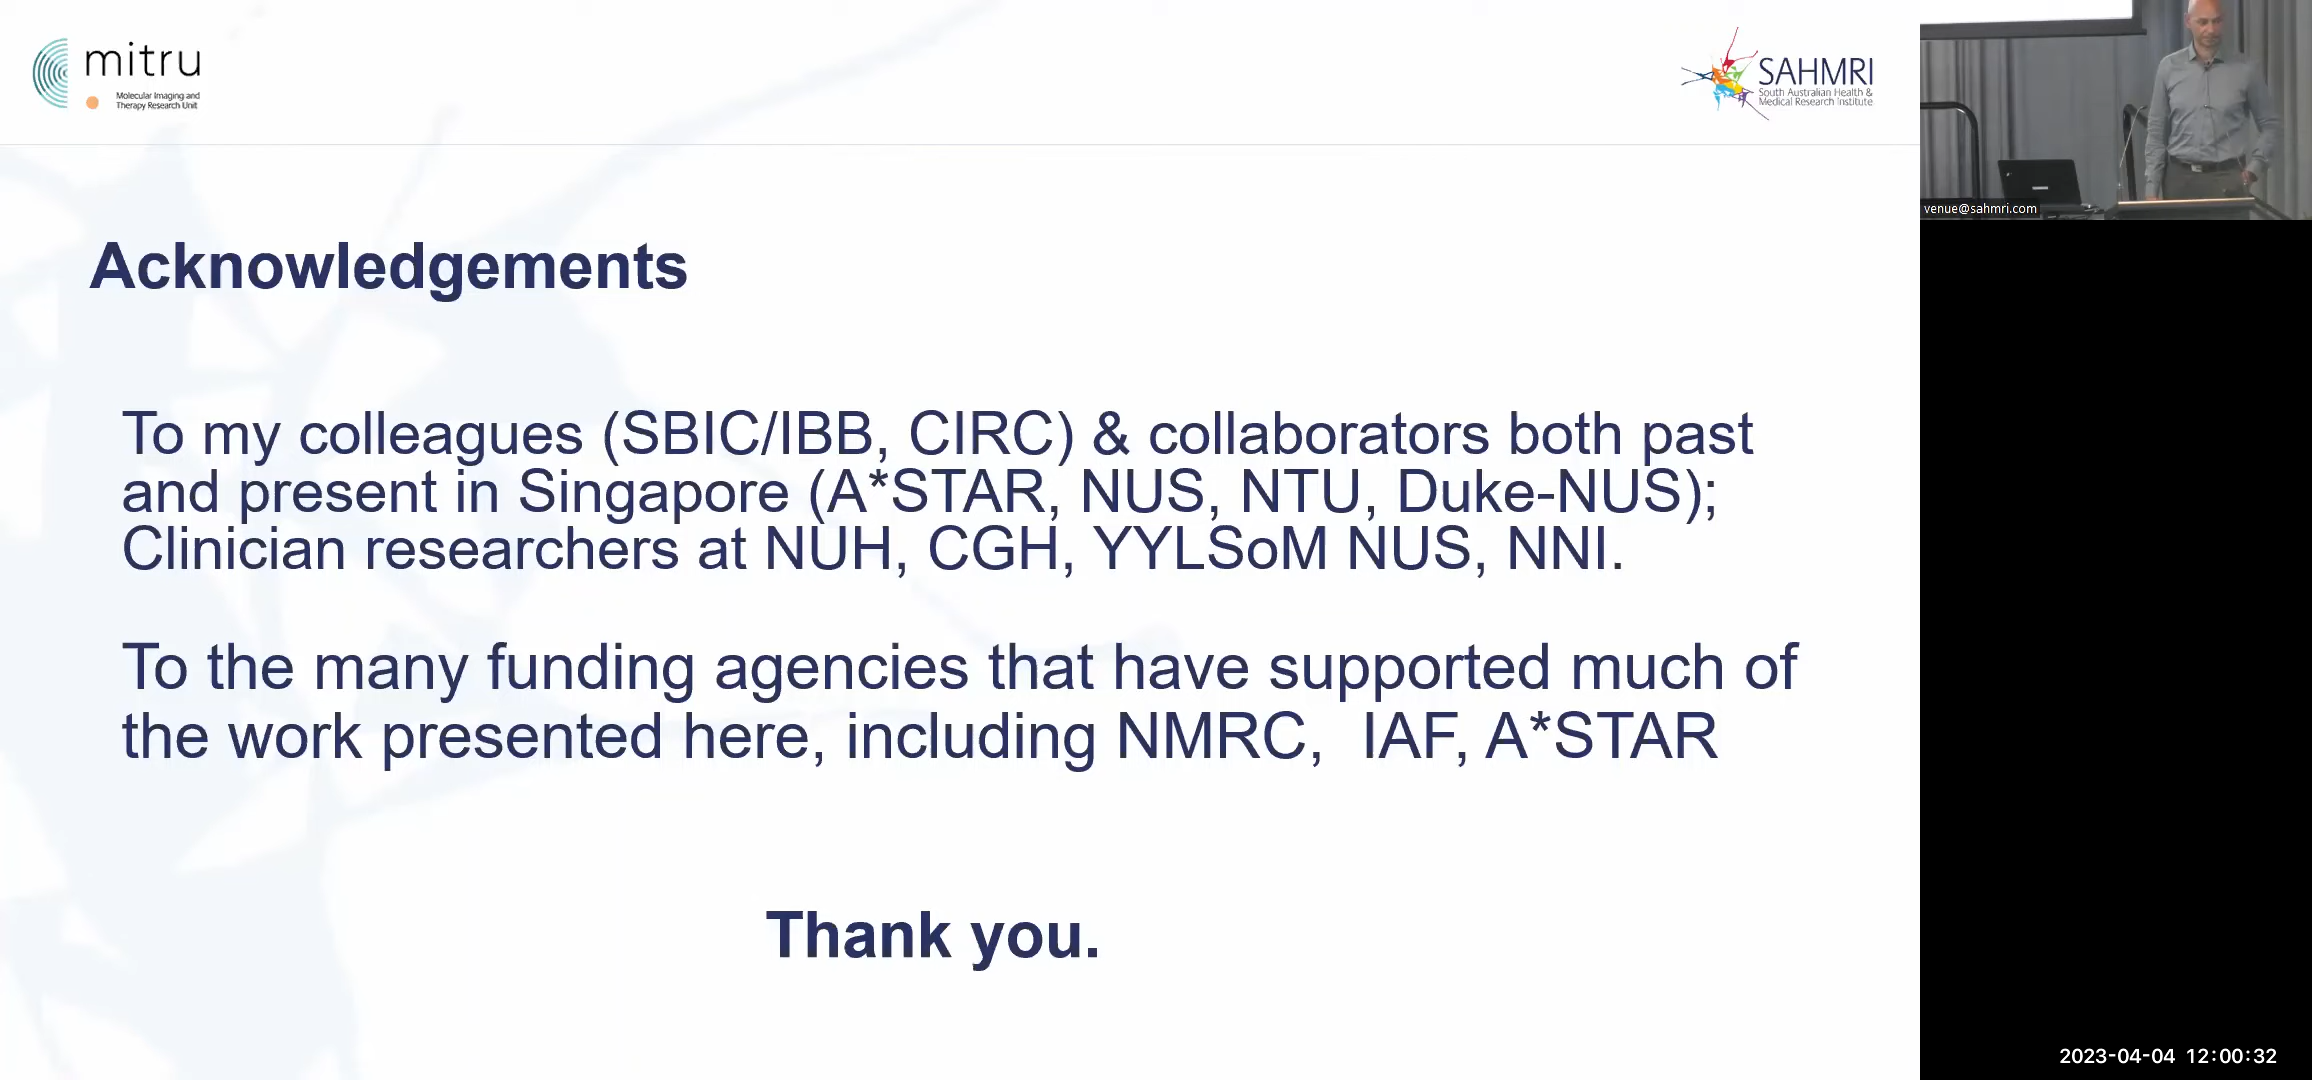 mitru
Molecular Imaging and
Therapy Research Unit
SAHMRI
South Australian Health &
Medical Research Institute
venue@sahmri.com
Acknowledgements
To my colleagues (SBIC/IBB, CIRC) & collaborators both past
and present in Singapore (A*STAR, NUS, NTU, Duke-NUS);
Clinician researchers at NUH, CGH, YYLSoM NUS, NNI.
To the many funding agencies that have supported much of
the work presented here, including NMRC,  IAF, A*STAR
Thank you.
2023-04-04 12:00:32